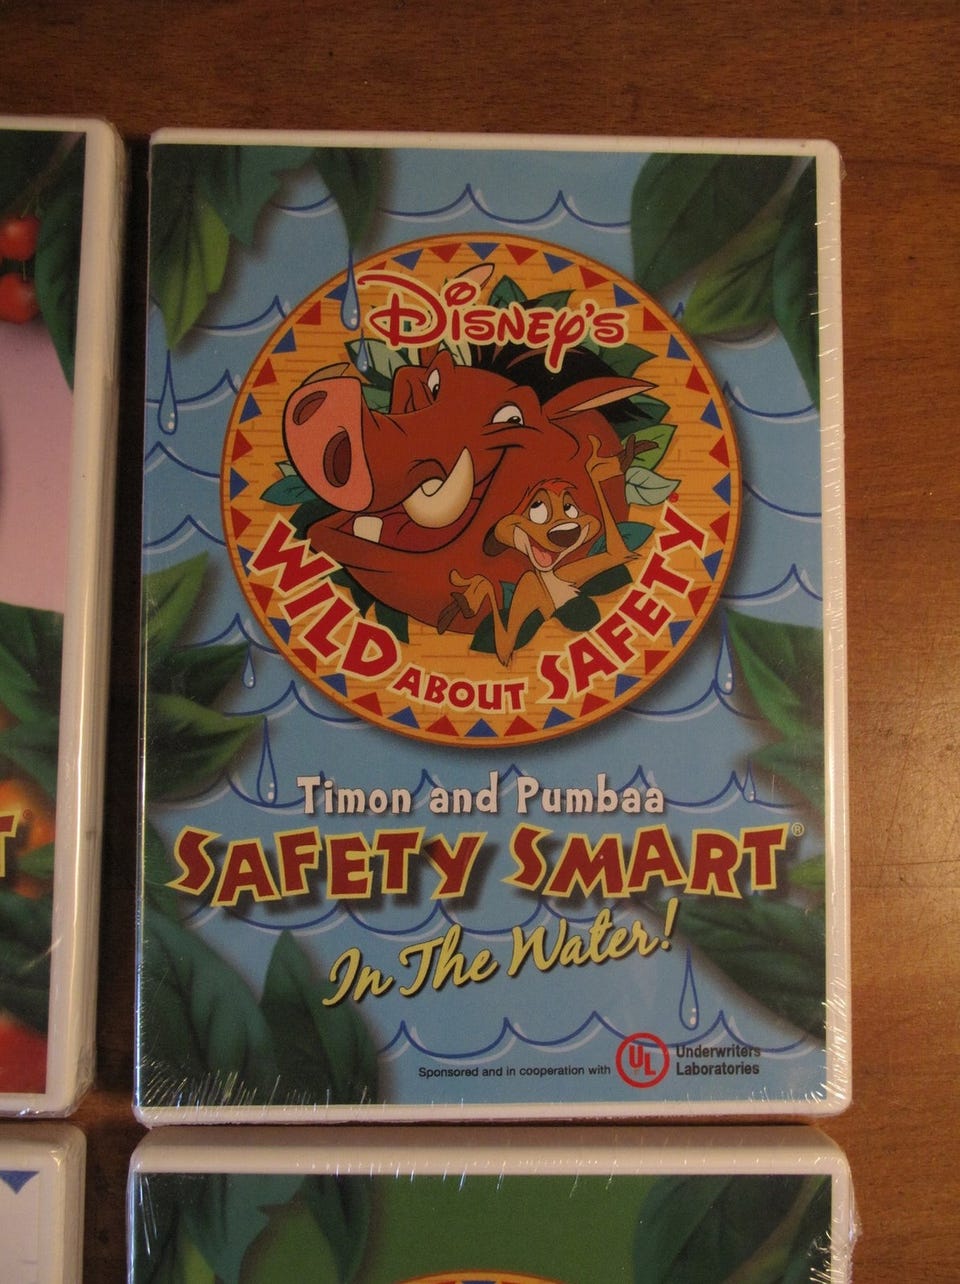 DISNEY'S
WILD ABOUT SAFETY®
Timon and Pumbaa
SAFETY SMART®
In The Water!
Sponsored and in cooperation with
UL
Underwriters
Laboratories
T®